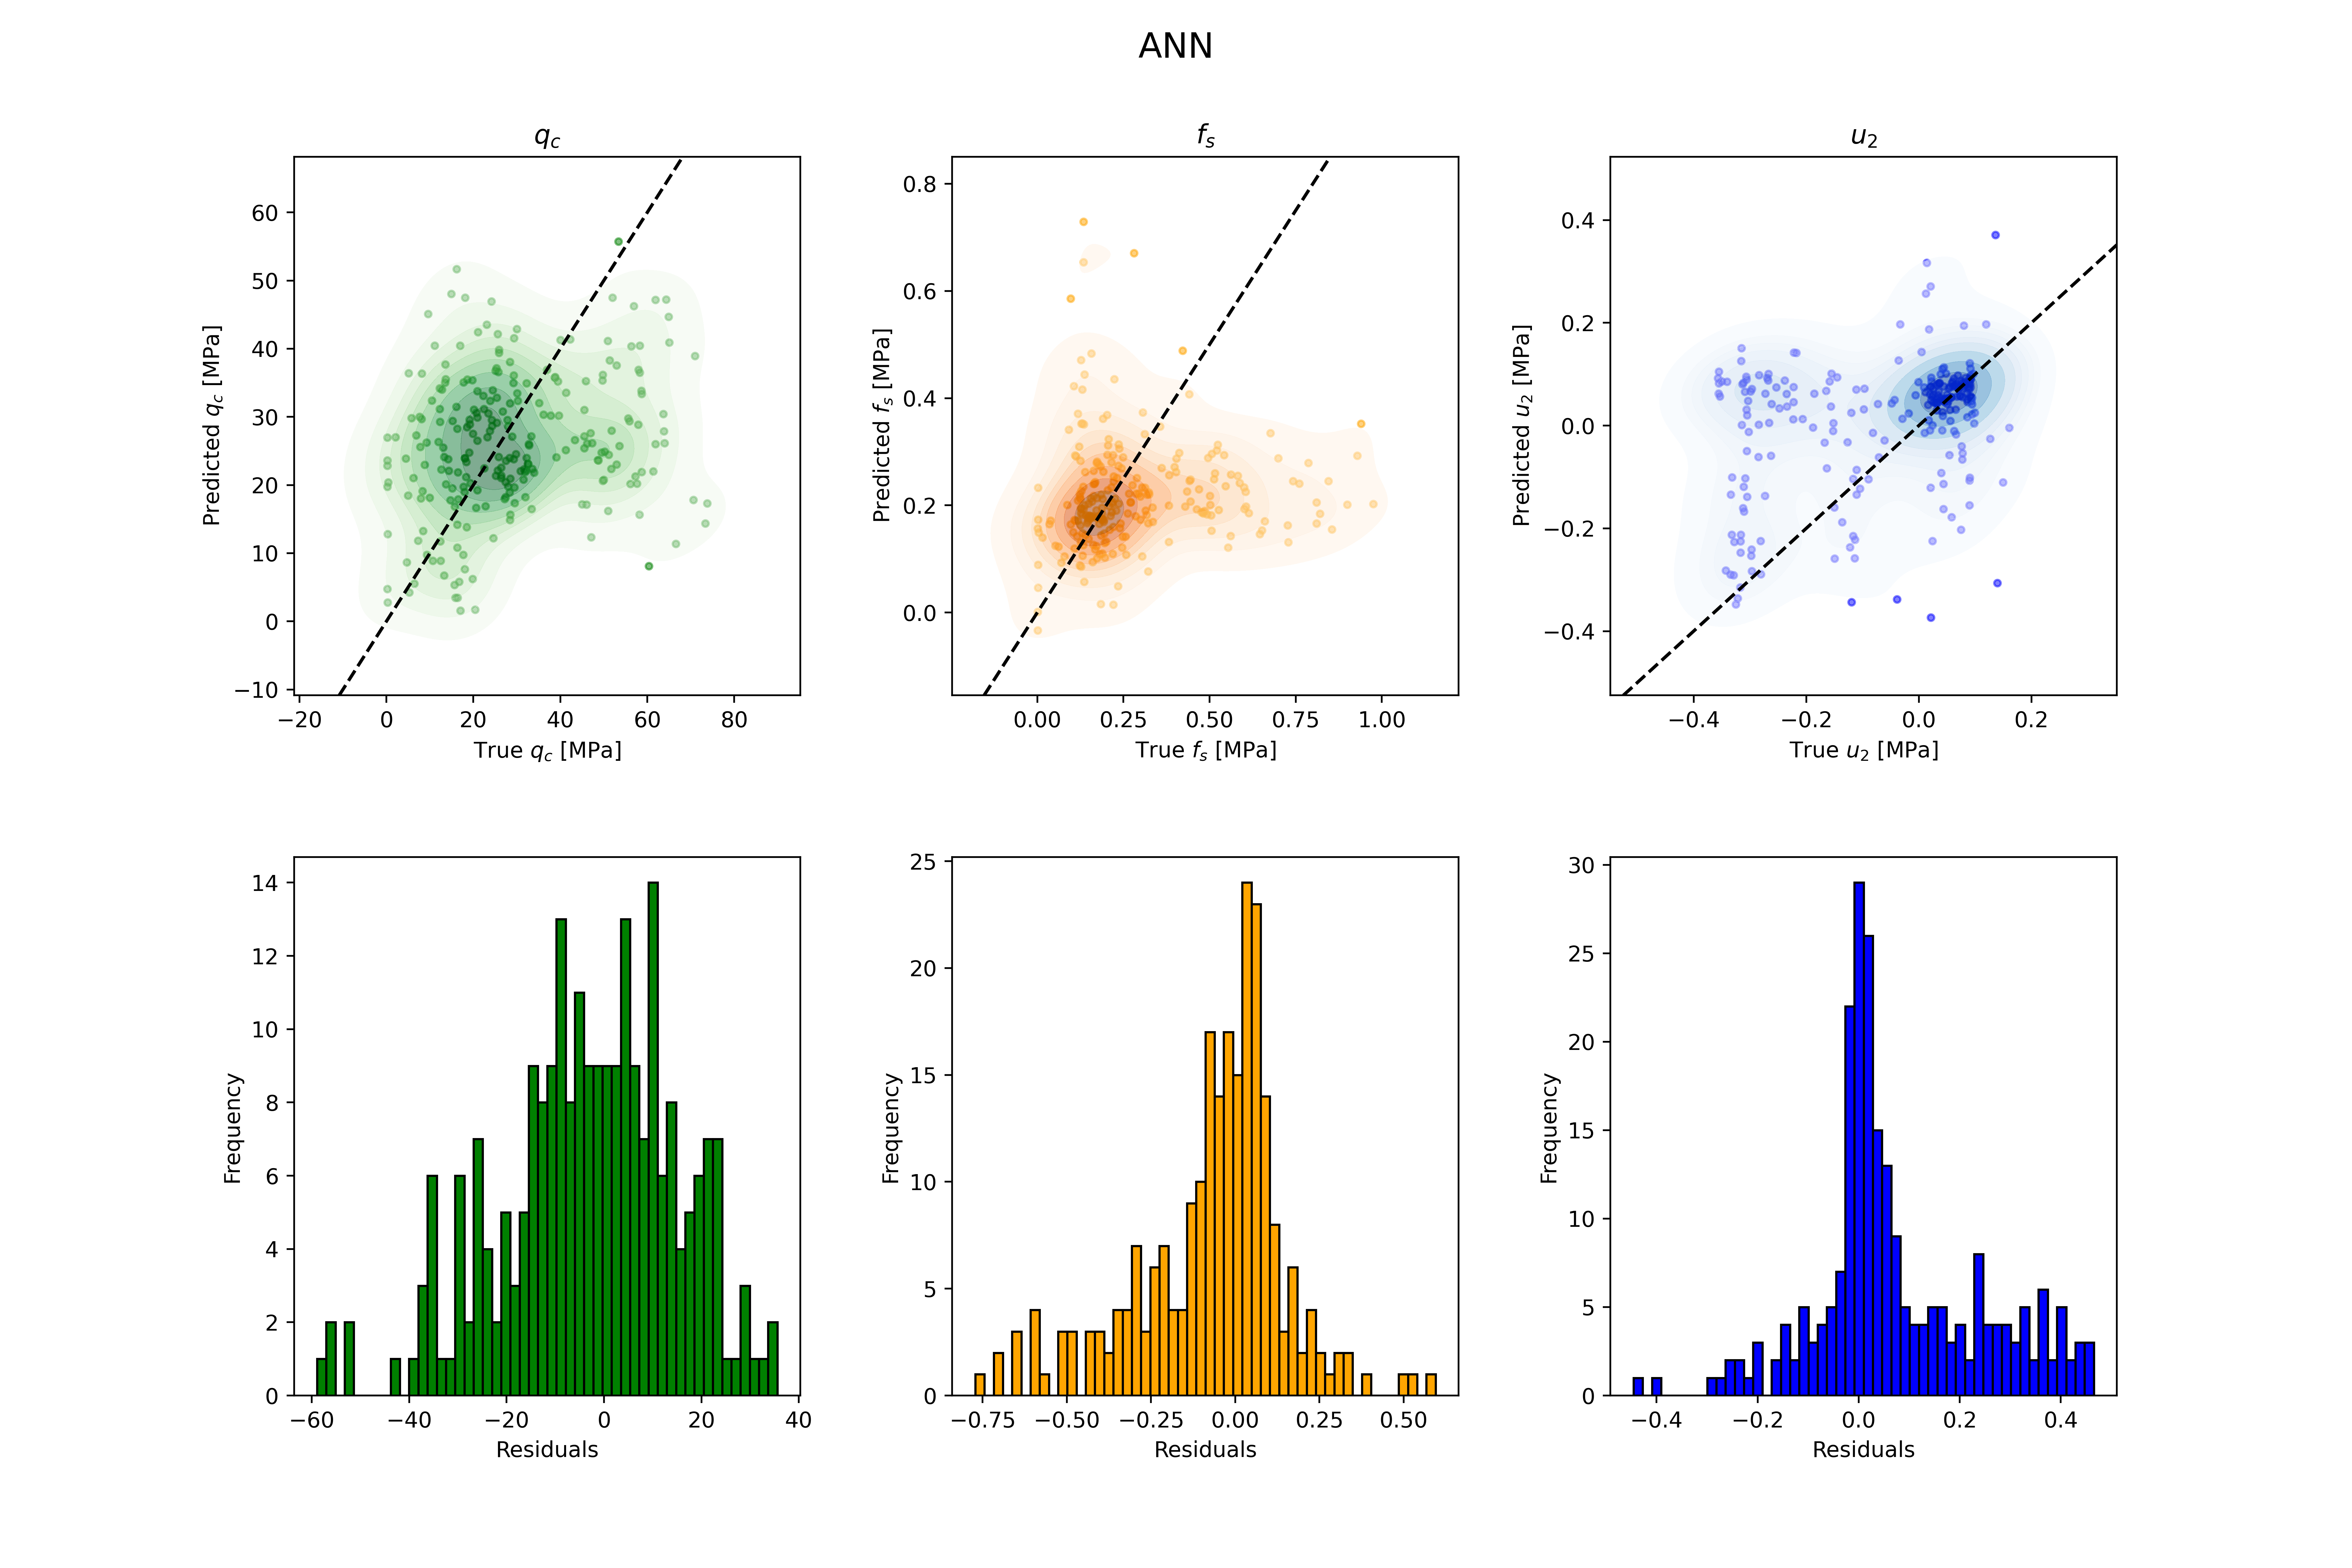 ANN
q_c
f_s
u_2
60
50
40
30
20
10
0
−10
Predicted q_c [MPa]
−20 0 20 40 60 80
True q_c [MPa]
0.8
0.6
0.4
0.2
0.0
Predicted f_s [MPa]
0.00 0.25 0.50 0.75 1.00
True f_s [MPa]
0.4
0.2
0.0
−0.2
−0.4
Predicted u_2 [MPa]
−0.4 −0.2 0.0 0.2
True u_2 [MPa]
14
12
10
8
6
4
2
0
Frequency
−60 −40 −20 0 20 40
Residuals
25
20
15
10
5
0
Frequency
−0.75 −0.50 −0.25 0.00 0.25 0.50
Residuals
30
25
20
15
10
5
0
Frequency
−0.4 −0.2 0.0 0.2 0.4
Residuals